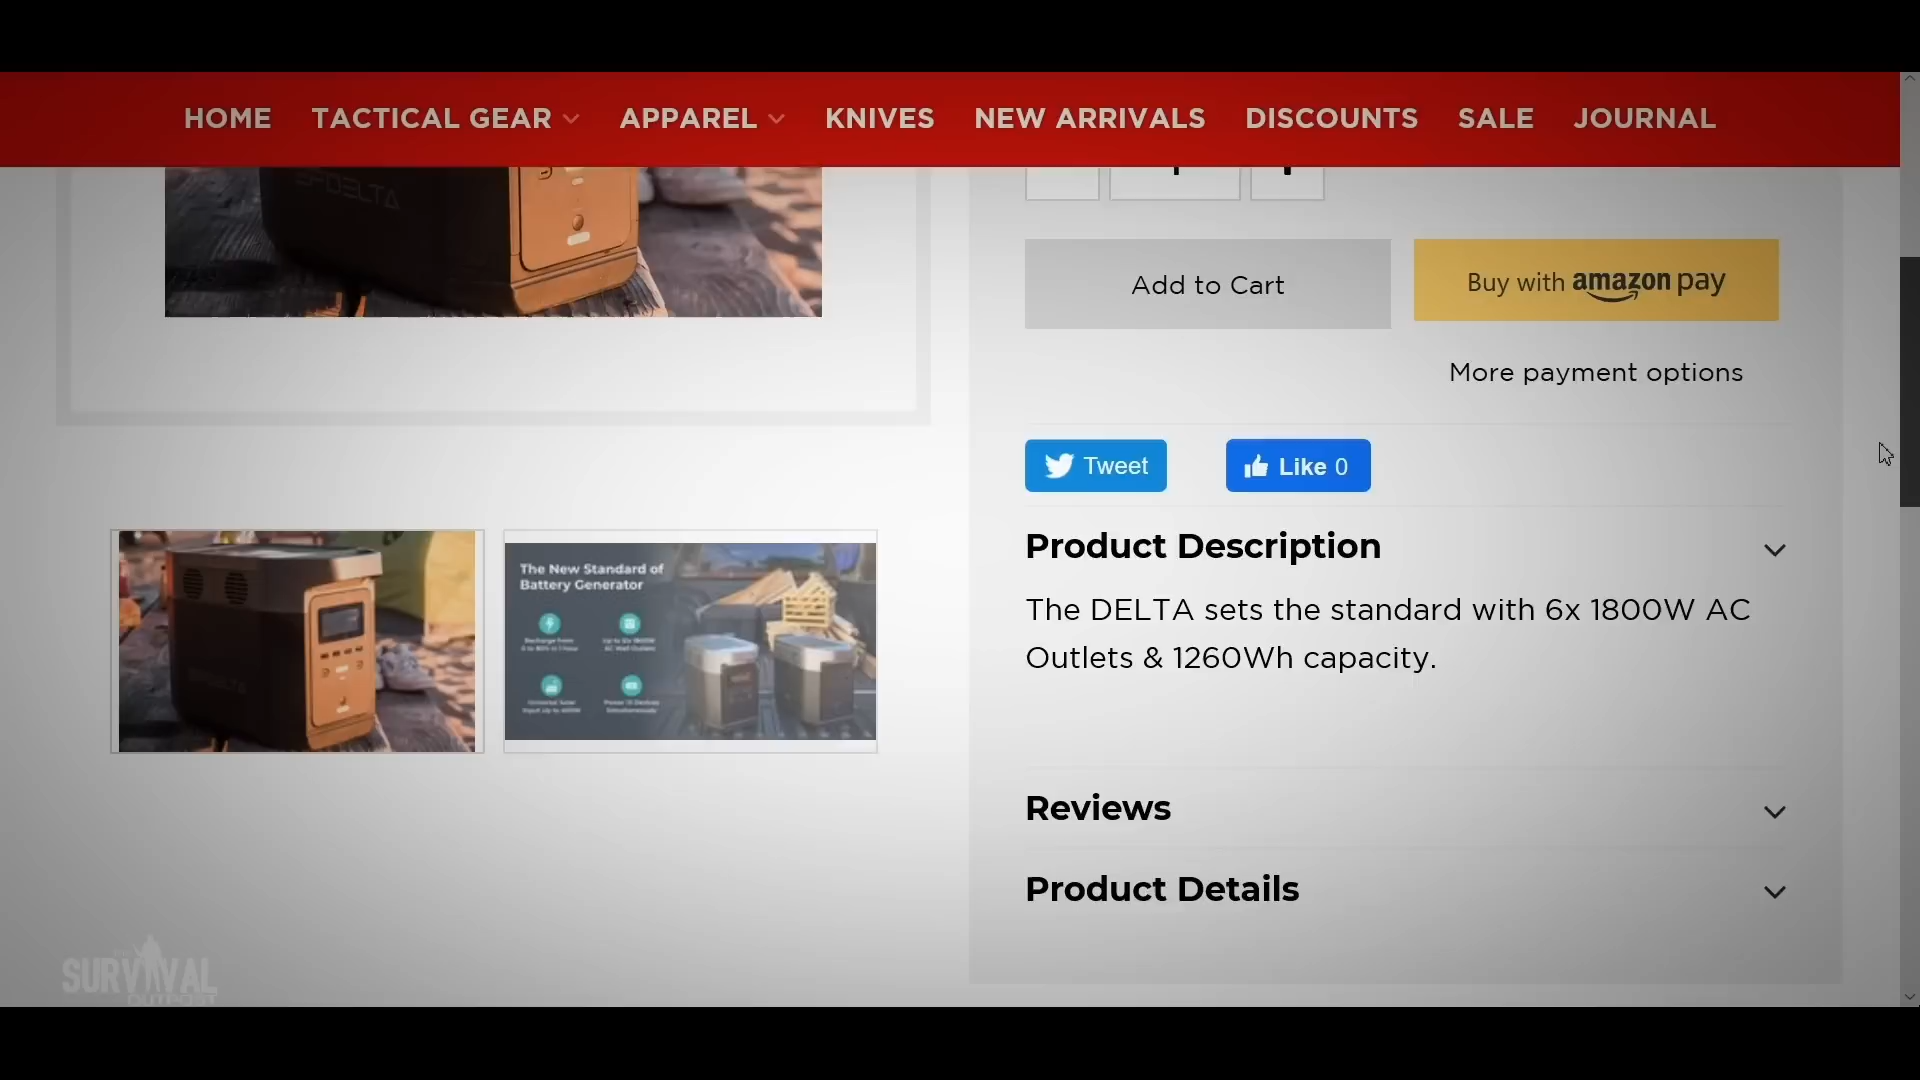 HOME TACTICAL GEAR APPAREL KNIVES NEW ARRIVALS DISCOUNTS SALE JOURNAL
Add to Cart
Buy with amazon pay
More payment options
Tweet
Like 0
The New Standard of
Battery Generator
Product Description
The DELTA sets the standard with 6x 1800W AC
Outlets & 1260Wh capacity.
Reviews
Product Details
SURVIVAL
OUTPOST